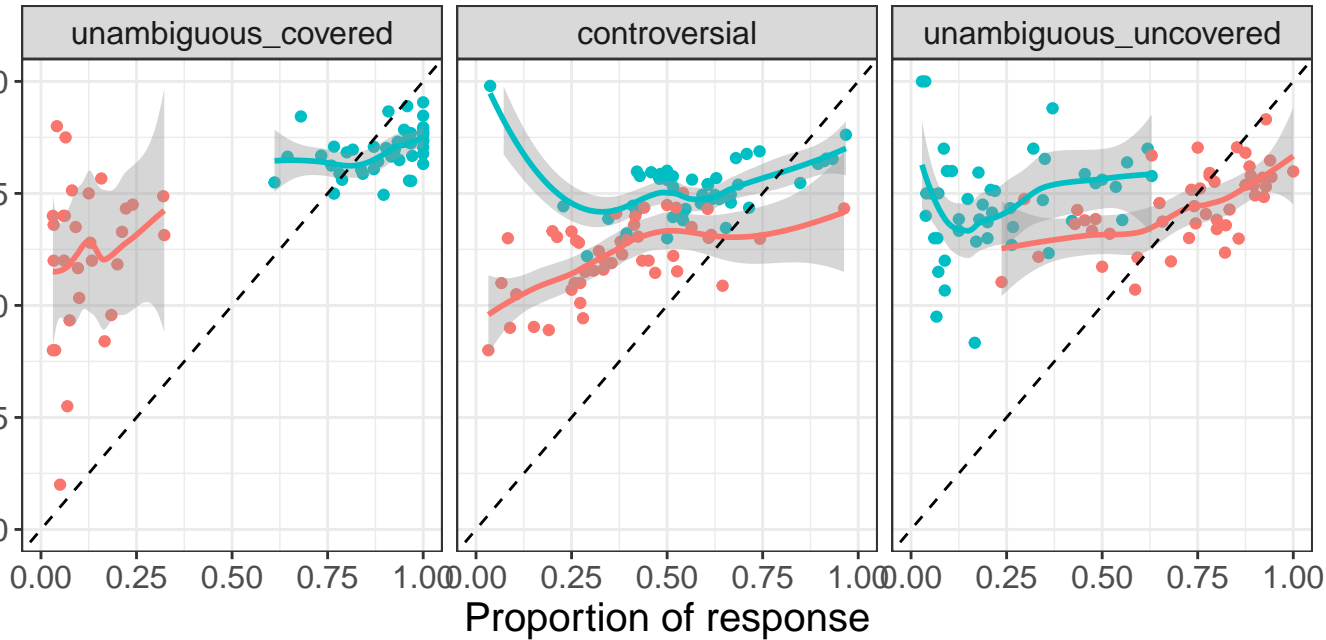 unambiguous_covered controversial unambiguous_uncovered
0.00 0.25 0.50 0.75 1.00 0.00 0.25 0.50 0.75 1.00 0.00 0.25 0.50 0.75 1.00
Proportion of response